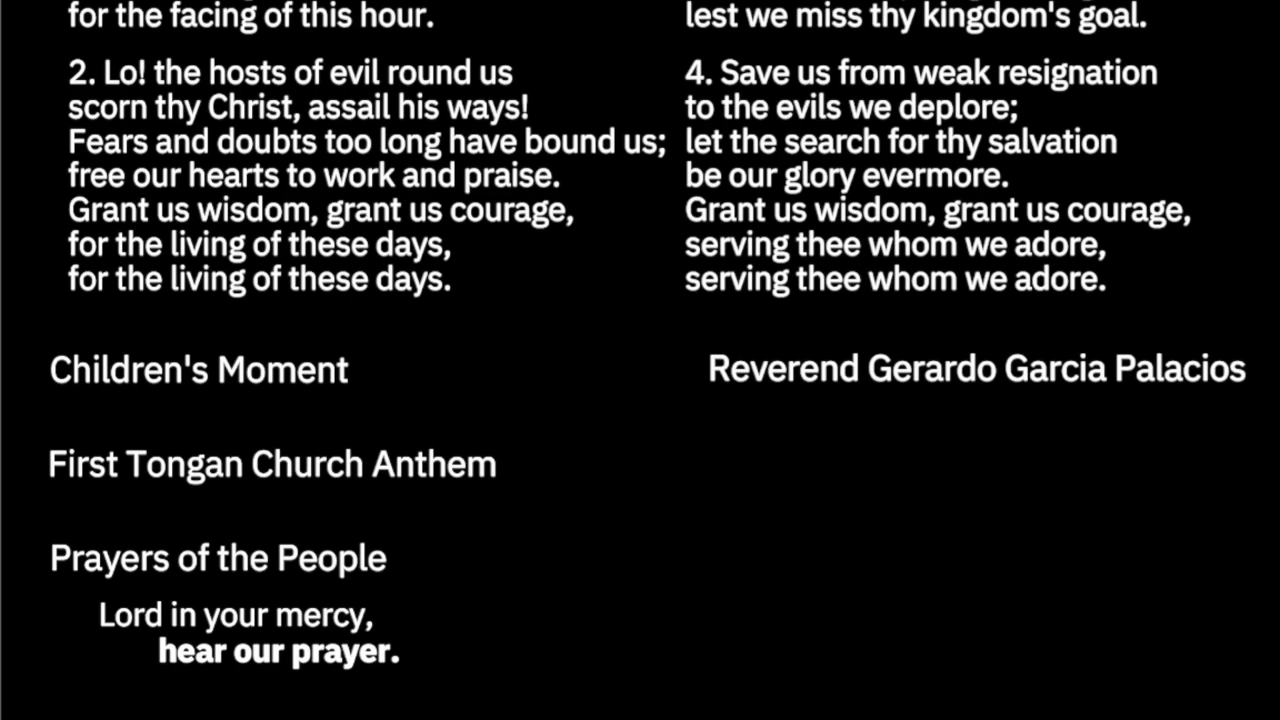 for the facing of this hour.
2. Lo! the hosts of evil round us
scorn thy Christ, assail his ways!
Fears and doubts too long have bound us;
free our hearts to work and praise.
Grant us wisdom, grant us courage,
for the living of these days,
for the living of these days.
lest we miss thy kingdom's goal.
4. Save us from weak resignation
to the evils we deplore;
let the search for thy salvation
be our glory evermore.
Grant us wisdom, grant us courage,
serving thee whom we adore,
serving thee whom we adore.
Children's Moment
Reverend Gerardo Garcia Palacios
First Tongan Church Anthem
Prayers of the People
Lord in your mercy,
hear our prayer.